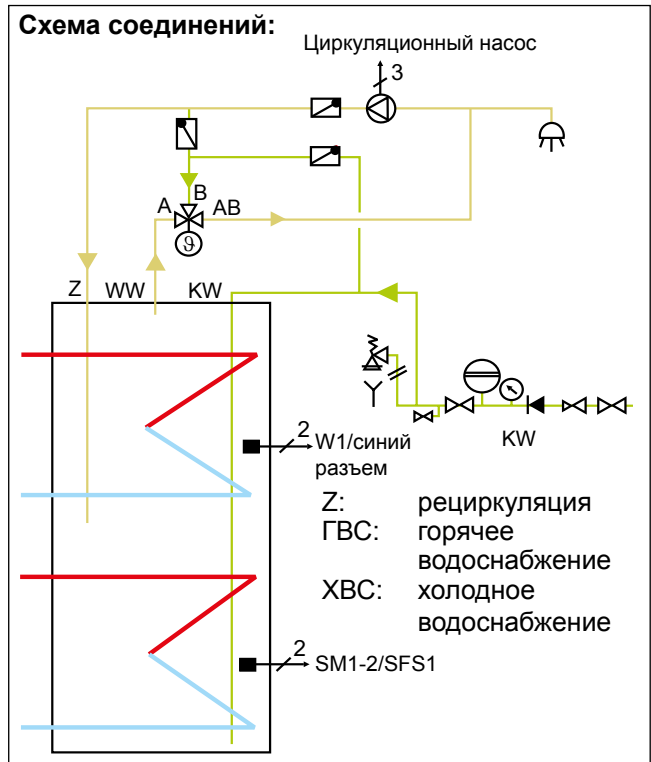 Схема соединений:
Циркуляционный насос
3
A
B
AB
ϑ
Z
WW
KW
KW
2
W1/синий
разъем
Z: рециркуляция
ГВС: горячее
водоснабжение
ХВС: холодное
водоснабжение
2
SM1-2/SFS1